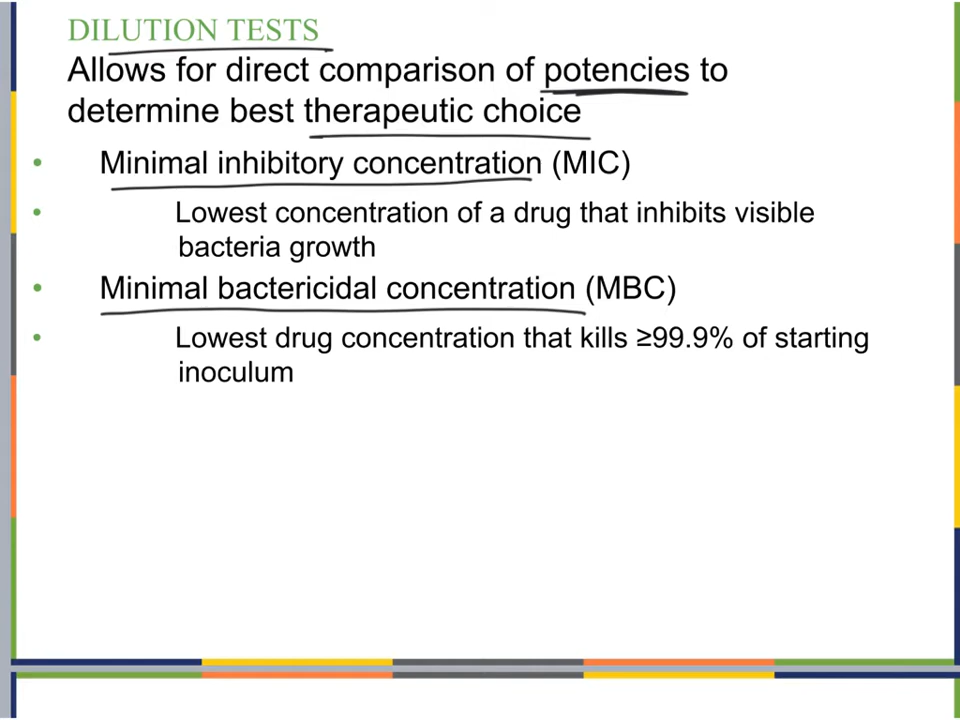 DILUTION TESTS
Allows for direct comparison of potencies to
determine best therapeutic choice
• Minimal inhibitory concentration (MIC)
• Lowest concentration of a drug that inhibits visible
bacteria growth
• Minimal bactericidal concentration (MBC)
• Lowest drug concentration that kills ≥99.9% of starting
inoculum